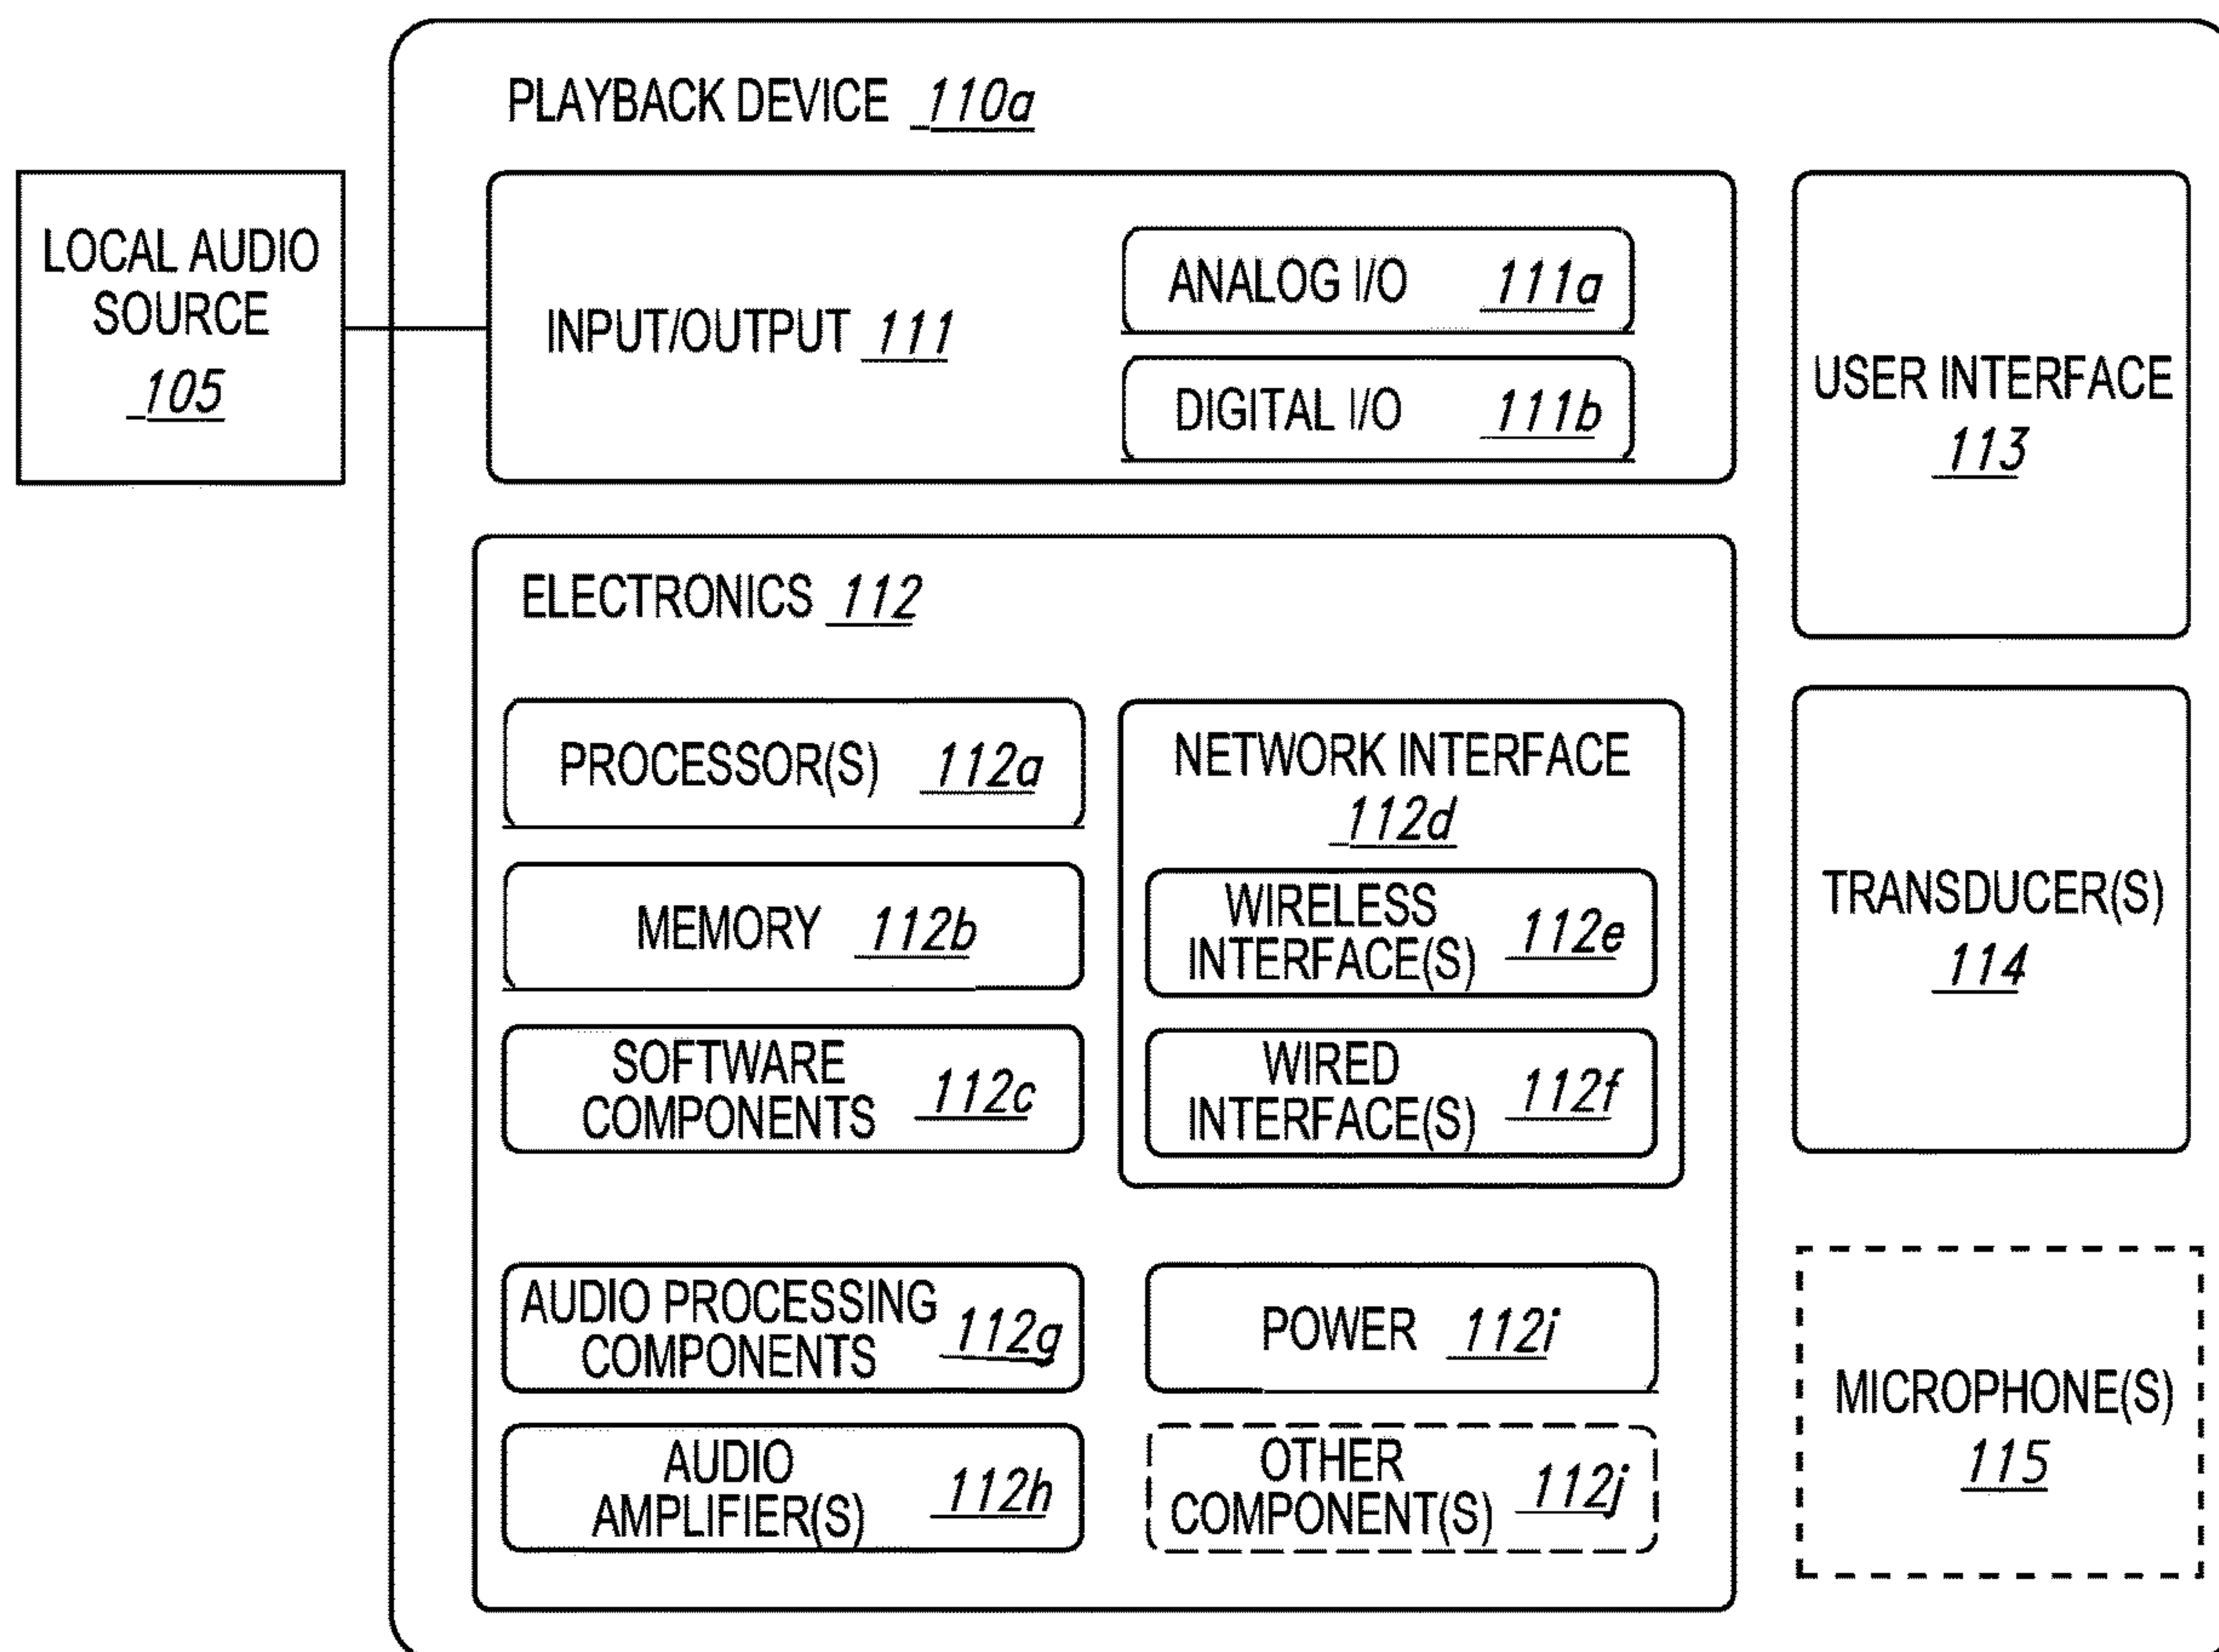 PLAYBACK DEVICE 110a
LOCAL AUDIO
SOURCE
105
INPUT/OUTPUT 111
ANALOG I/O 111a
DIGITAL I/O 111b
USER INTERFACE
113
ELECTRONICS 112
PROCESSOR(S) 112a
MEMORY 112b
SOFTWARE
COMPONENTS 112c
NETWORK INTERFACE
112d
WIRELESS
INTERFACE(S) 112e
WIRED
INTERFACE(S) 112f
TRANSDUCER(S)
114
AUDIO PROCESSING
COMPONENTS 112g
AUDIO
AMPLIFIER(S) 112h
POWER 112i
OTHER
COMPONENT(S) 112j
MICROPHONE(S)
115